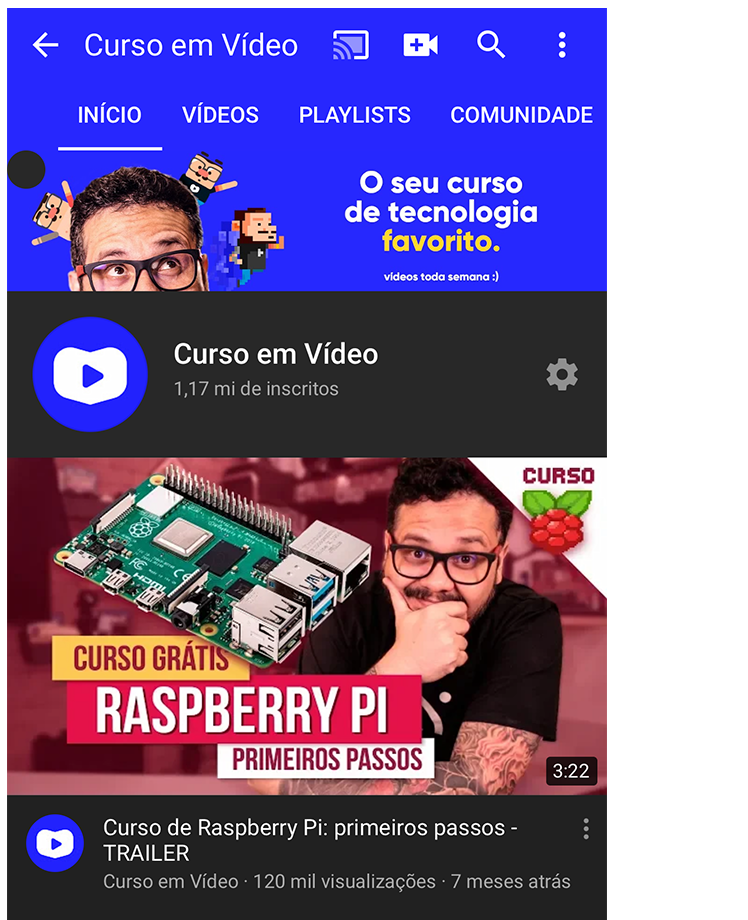 Curso em Vídeo
INÍCIO VÍDEOS PLAYLISTS COMUNIDADE
O seu curso
de tecnologia
favorito.
vídeos toda semana :)
Curso em Vídeo
1,17 mi de inscritos
CURSO
HDMI
CURSO GRÁTIS
RASPBERRY PI
PRIMEIROS PASSOS
3:22
Curso de Raspberry Pi: primeiros passos -
TRAILER
Curso em Vídeo · 120 mil visualizações · 7 meses atrás